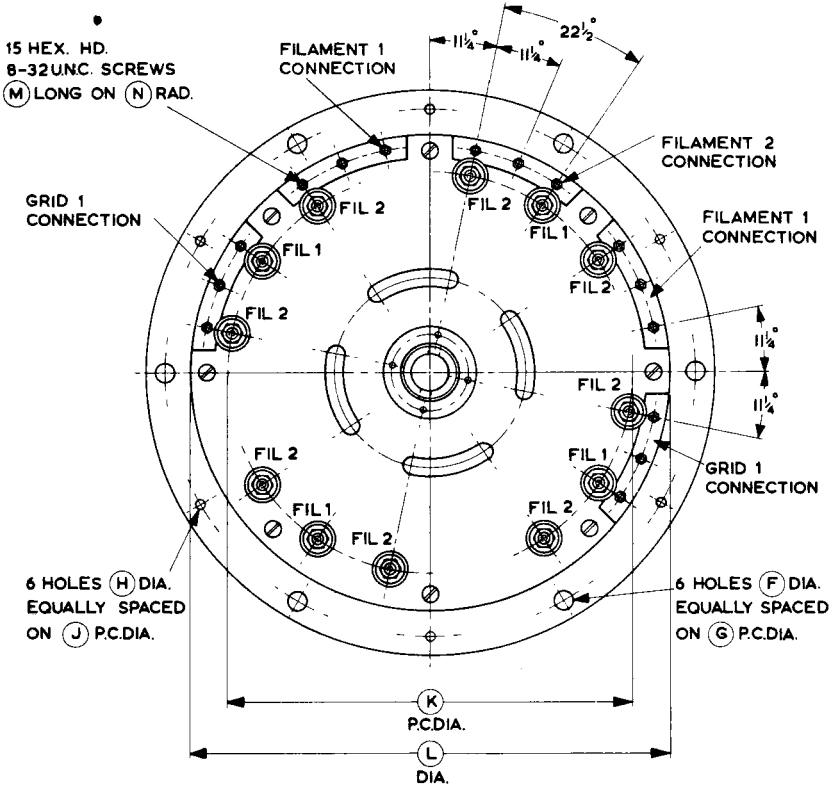 15 HEX. HD.
8-32 U.N.C. SCREWS
M LONG ON N RAD.
FILAMENT 1
CONNECTION
11¼°
11¼°
22½°
FILAMENT 2
CONNECTION
GRID 1
CONNECTION
FILAMENT 1
CONNECTION
FIL 2
FIL 2
FIL 1
FIL 1
FIL 2
FIL 2
11¼°
11¼°
FIL 2
FIL 2
FIL 1
FIL 1
FIL 2
FIL 2
GRID 1
CONNECTION
6 HOLES H DIA.
EQUALLY SPACED
ON J P.C.DIA.
6 HOLES F DIA.
EQUALLY SPACED
ON G P.C.DIA.
K
P.C.DIA.
L
DIA.